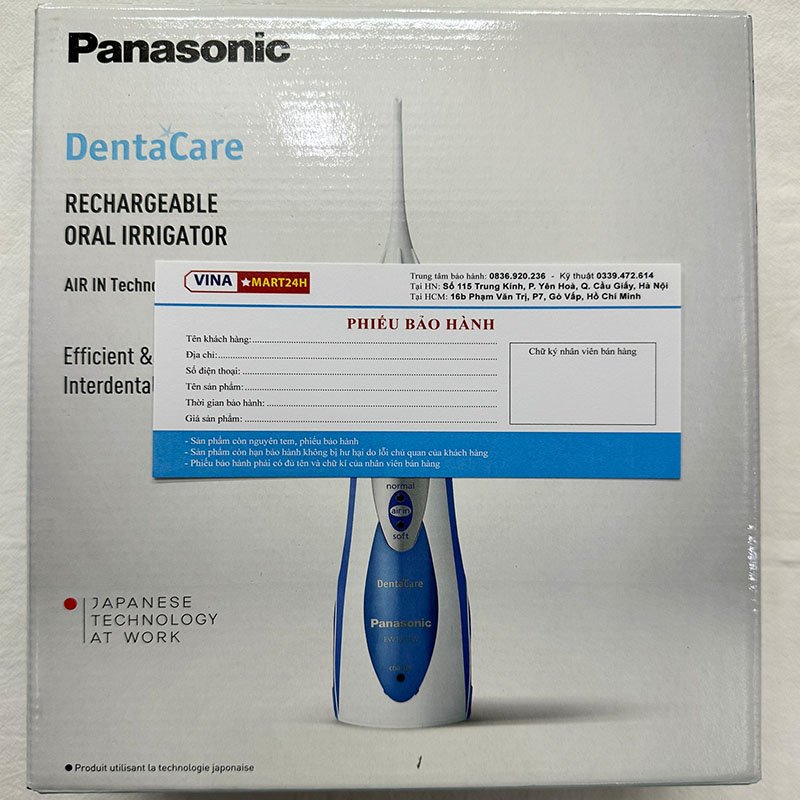 Panasonic
DentaCare
RECHARGEABLE
ORAL IRRIGATOR
AIR IN
Efficient &
VINA MART24H
Trung tâm bảo hành: 0836.920.236 - Kỹ thuật 0339.472.614
Tại HN: Số 115 Trung Kính, P. Yên Hoà, Q. Cầu Giấy, Hà Nội
Tại HCM: 16b Phạm Văn Trị, P7, Gò Vấp, Hồ Chí Minh
PHIẾU BẢO HÀNH
Tên khách hàng:
Địa chỉ:
Số điện thoại:
Tên sản phẩm:
Thời gian bảo hành:
Giá sản phẩm:
Chữ ký nhân viên bán hàng
- Sản phẩm còn nguyên tem, phiếu bảo hành
- Sản phẩm còn hạn bảo hành không bị hư hại do lỗi chủ quan của khách hàng
- Phiếu bảo hành phải có đủ tên và chữ kí của nhân viên bán hàng
normal
air in
soft
DentaCare
Panasonic
JAPANESE
TECHNOLOGY
AT WORK
Produit utilisant la technologie japonaise